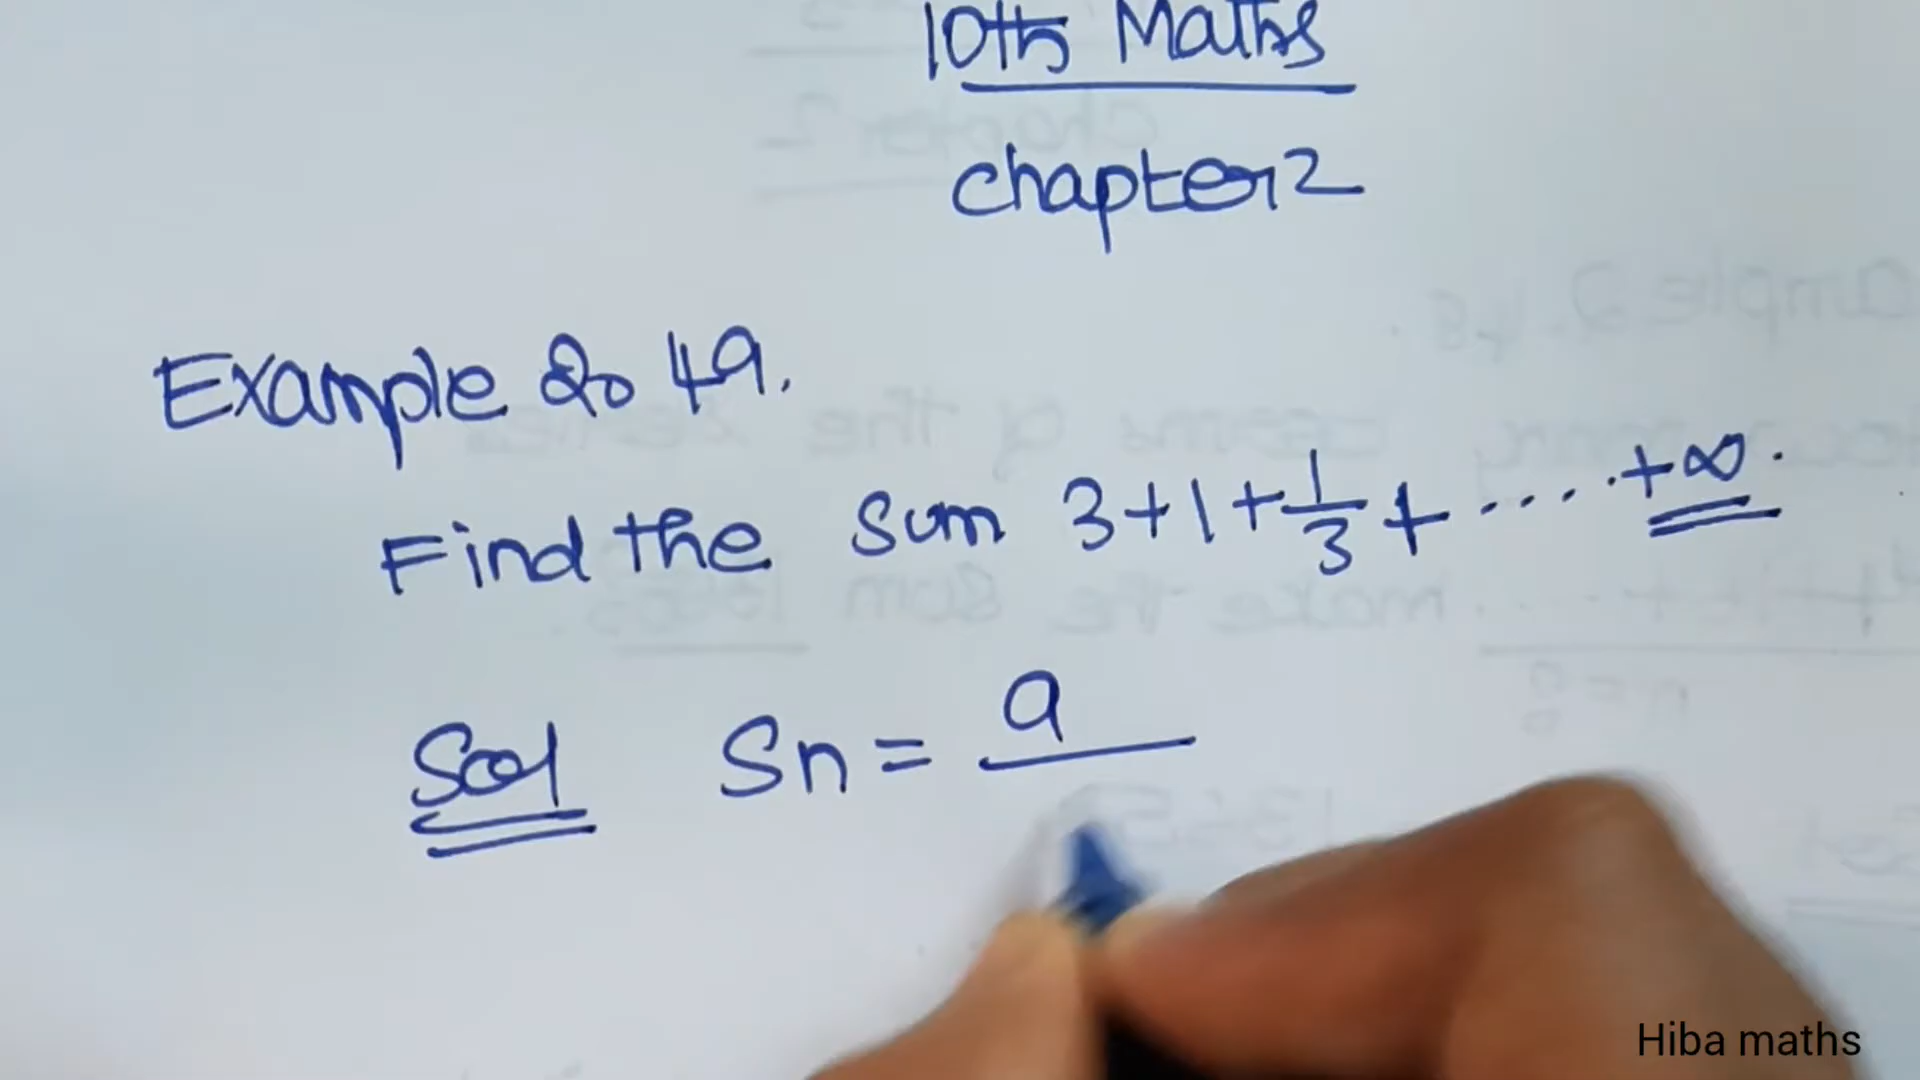 10th Maths
chapter 2
Example 2. 49.
Find the sum 3+1+1/3+.....+∞.
Sol Sn = a
Hiba maths